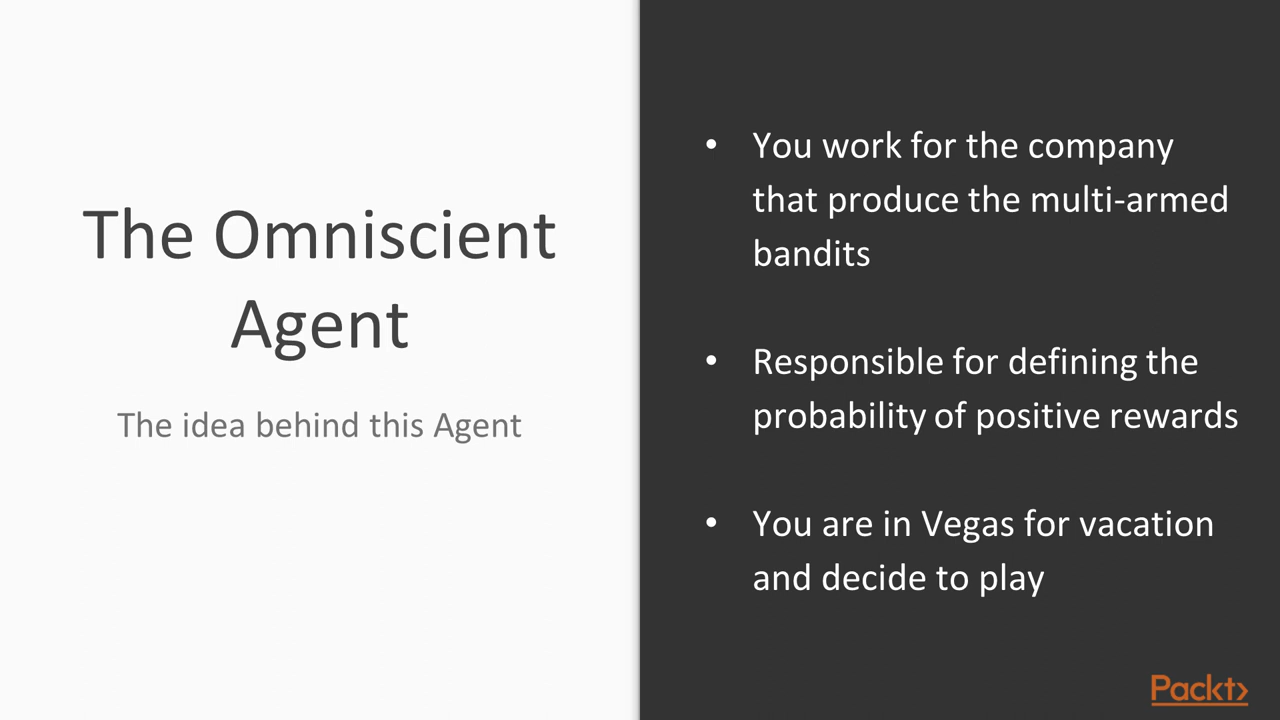 The Omniscient
Agent
The idea behind this Agent
• You work for the company
that produce the multi-armed
bandits
• Responsible for defining the
probability of positive rewards
• You are in Vegas for vacation
and decide to play
Packt>